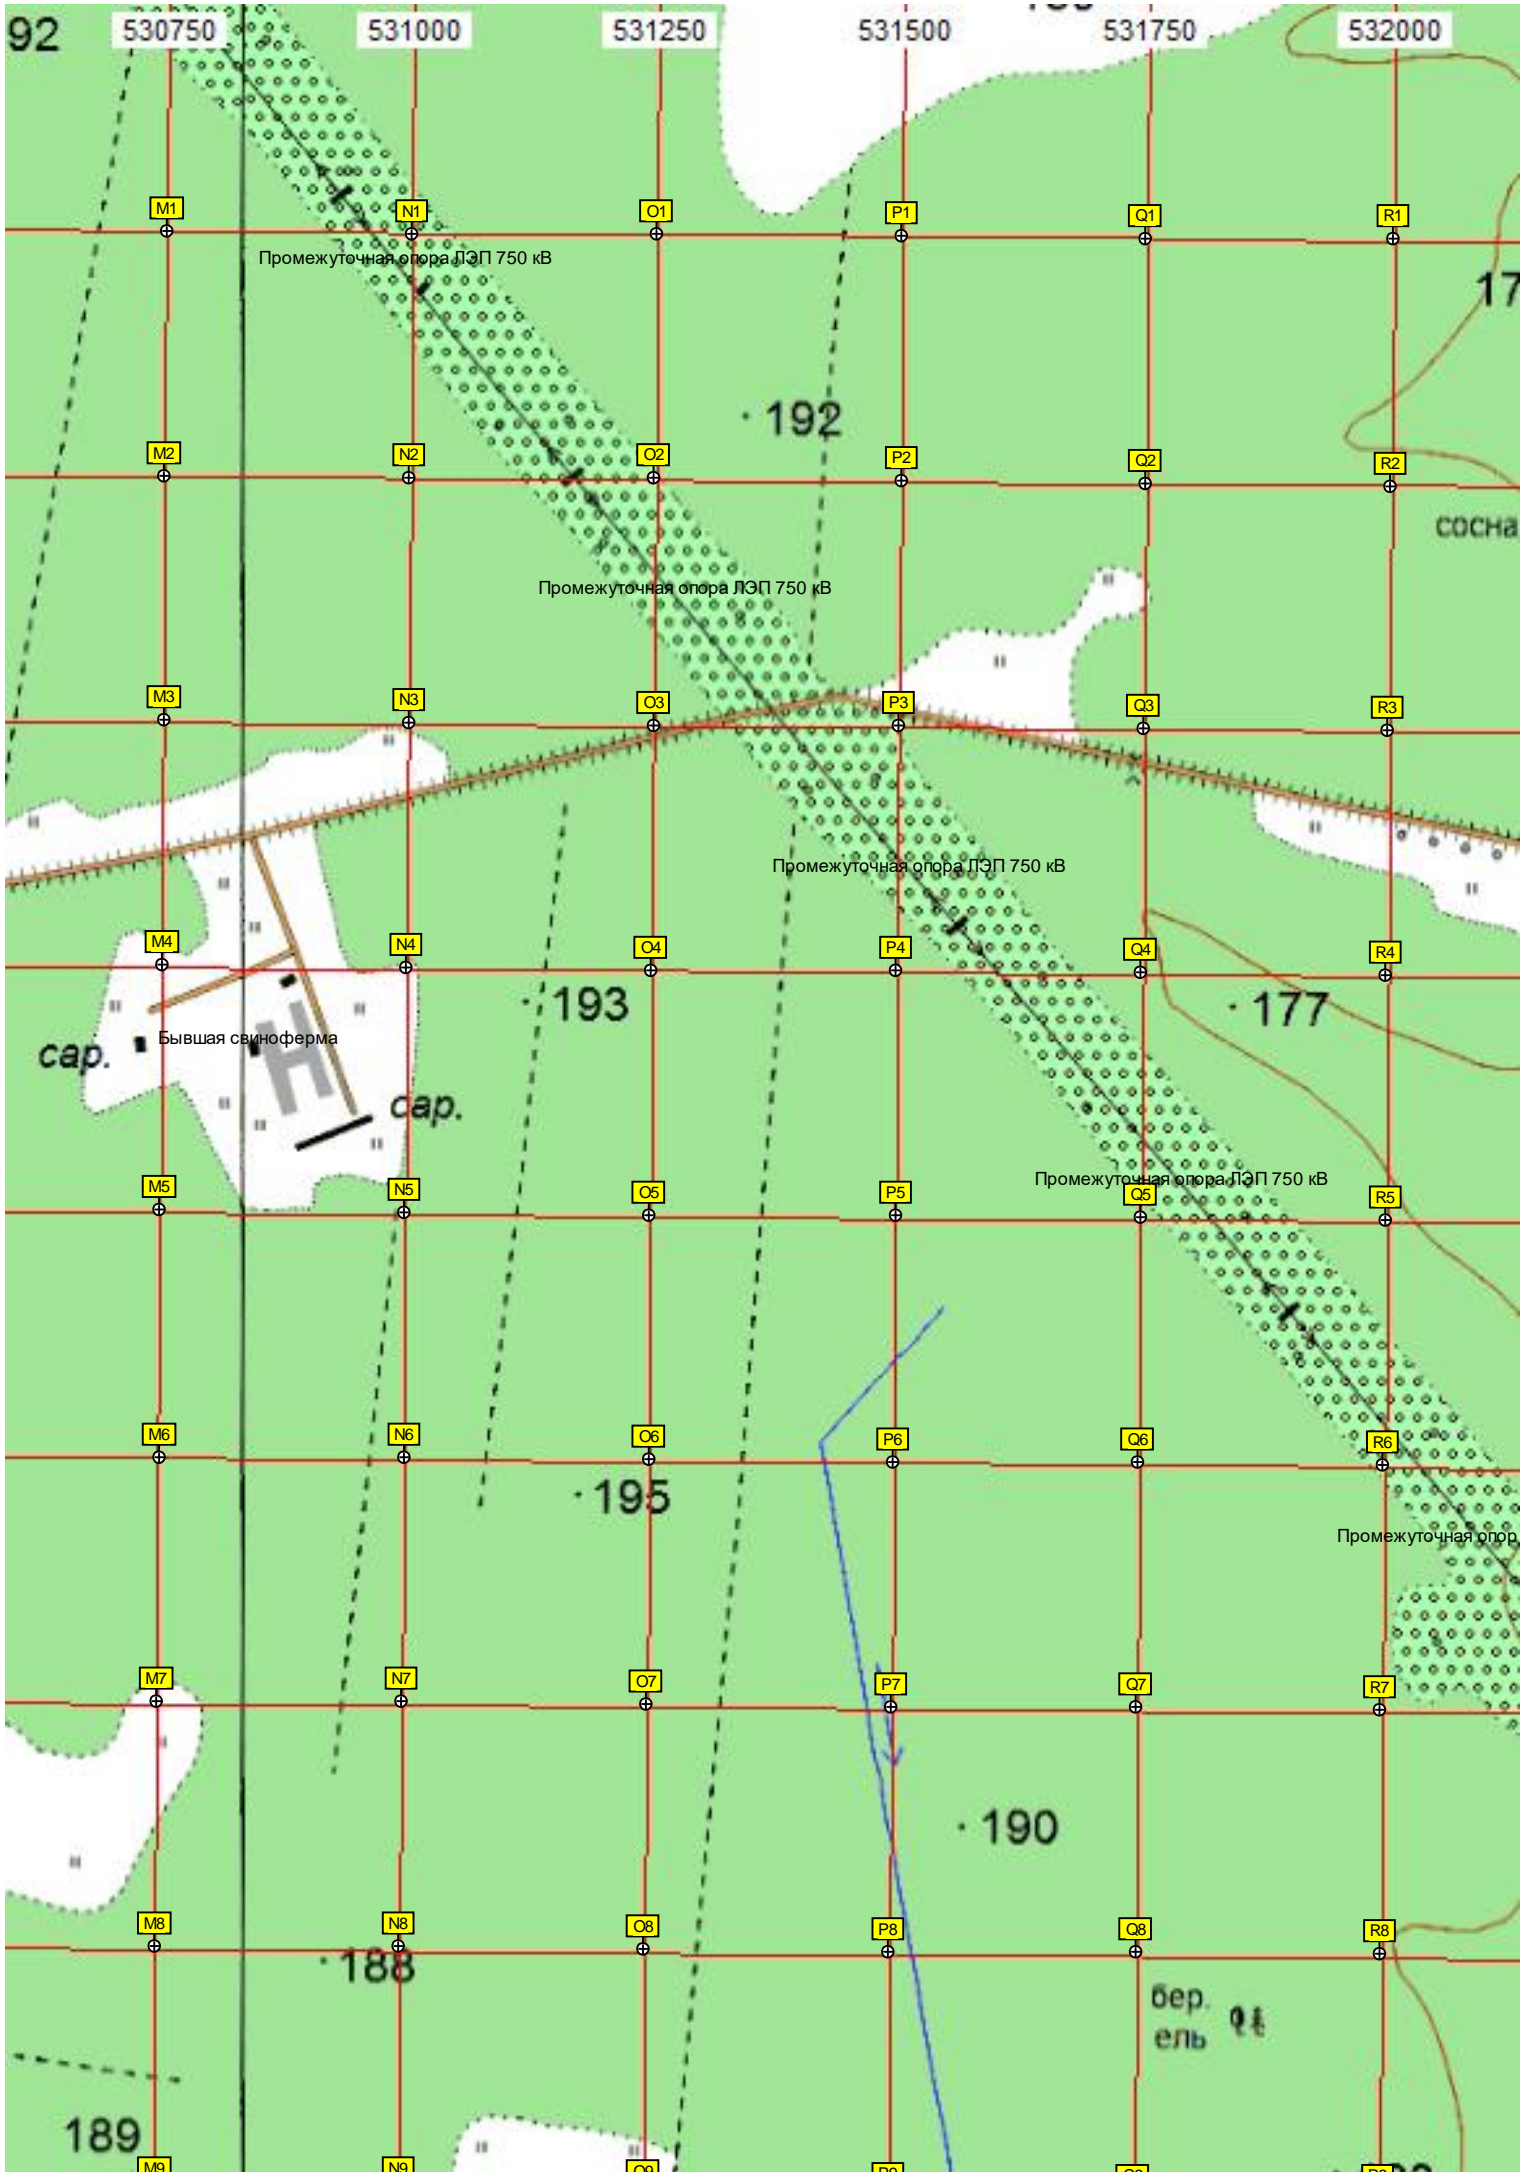 92
530750 531000 531250 531500 531750 532000
M1 N1 O1 P1 Q1 R1
Промежуточная опора ЛЭП 750 кВ
17
192
M2 N2 O2 P2 Q2 R2
сосна
Промежуточная опора ЛЭП 750 кВ
M3 N3 O3 P3 Q3 R3
Промежуточная опора ЛЭП 750 кВ
M4 N4 O4 P4 Q4 R4
193
177
Бывшая свиноферма
сар.
Н
сар.
Промежуточная опора ЛЭП 750 кВ
M5 N5 O5 P5 Q5 R5
M6 N6 O6 P6 Q6 R6
195
Промежуточная опор
M7 N7 O7 P7 Q7 R7
190
M8 N8 O8 P8 Q8 R8
188
бер.
ель
189
M9 N9